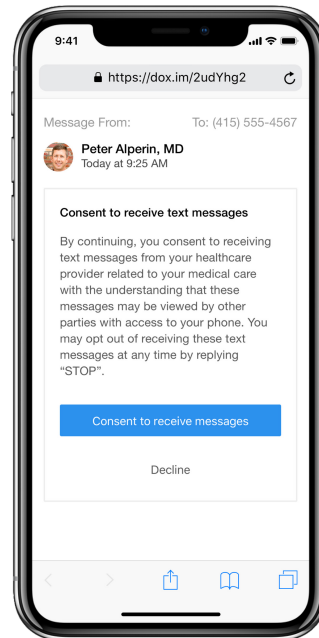 9:41
https://dox.im/2udYhg2
Message From: To: (415) 555-4567
Peter Alperin, MD
Today at 9:25 AM
Consent to receive text messages
By continuing, you consent to receiving
text messages from your healthcare
provider related to your medical care
with the understanding that these
messages may be viewed by other
parties with access to your phone. You
may opt out of receiving these text
messages at any time by replying
“STOP”.
Consent to receive messages
Decline